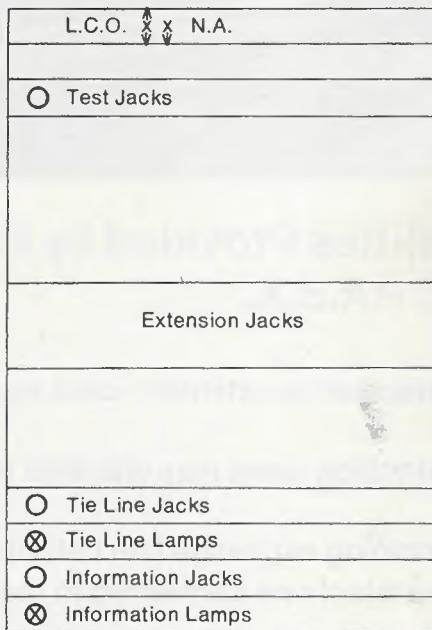 L.C.O. x x N.A.
Test Jacks
Extension Jacks
Tie Line Jacks
Tie Line Lamps
Information Jacks
Information Lamps